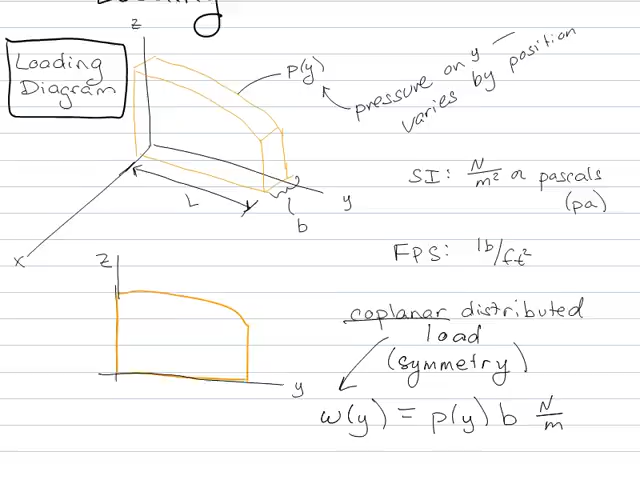 Loading
Diagram
z
p(y)
pressure on y
varies by position
L
b
y
x
SI: N/m² or pascals
(pa)
FPS: lb/ft²
z
y
coplanar distributed
load
(symmetry)
w(y) = p(y) b N/m